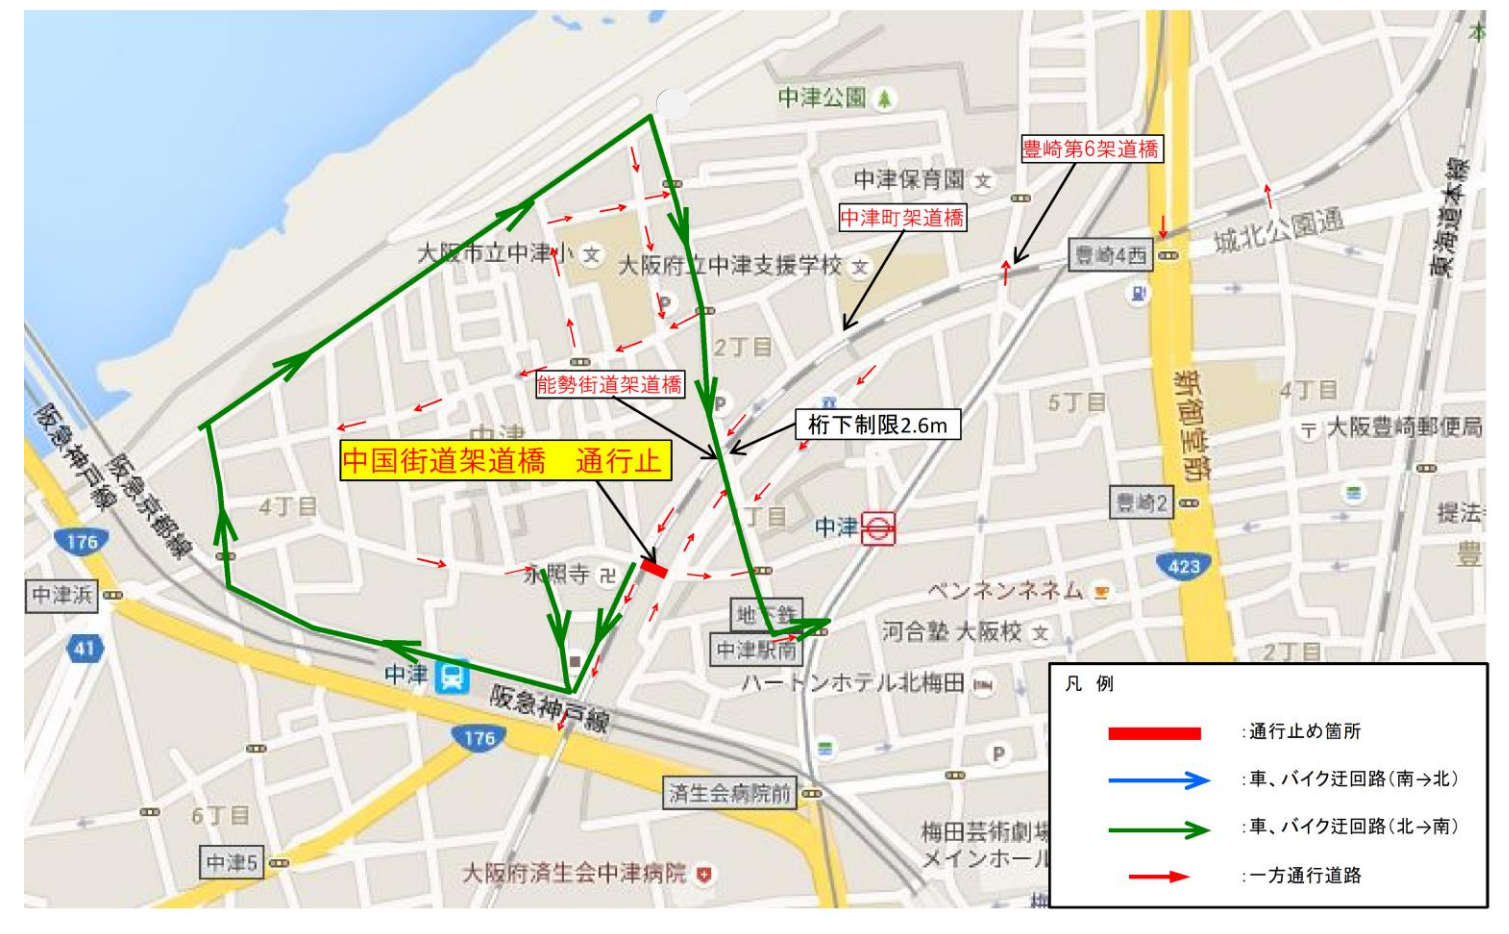 本
中津公園
豊崎第6架道橋
中津保育園
文
中津町架道橋
城北公園通
東海道本線
大阪市立中津小
文
大阪府立中津支援学校
文
豊崎4西
P
2丁目
能勢街道架道橋
P
桁下制限2.6m
5丁目
新御堂筋
4丁目
〒 大阪豊崎郵便局
阪急神戸線
阪急京都線
中津
中国街道架道橋 通行止
4丁目
丁目
中津
豊崎2
提法
豊
176
中津浜
永照寺
卍
423
ペンネンネネム
地下鉄
中津駅南
河合塾 大阪校
文
2丁目
41
中津
ハートンホテル北梅田
阪急神戸線
176
P
済生会病院前
6丁目
中津5
梅田芸術劇場
メインホール
大阪府済生会中津病院
梅
凡 例
:通行止め箇所
:車、バイク迂回路(南→北)
:車、バイク迂回路(北→南)
:一方通行道路